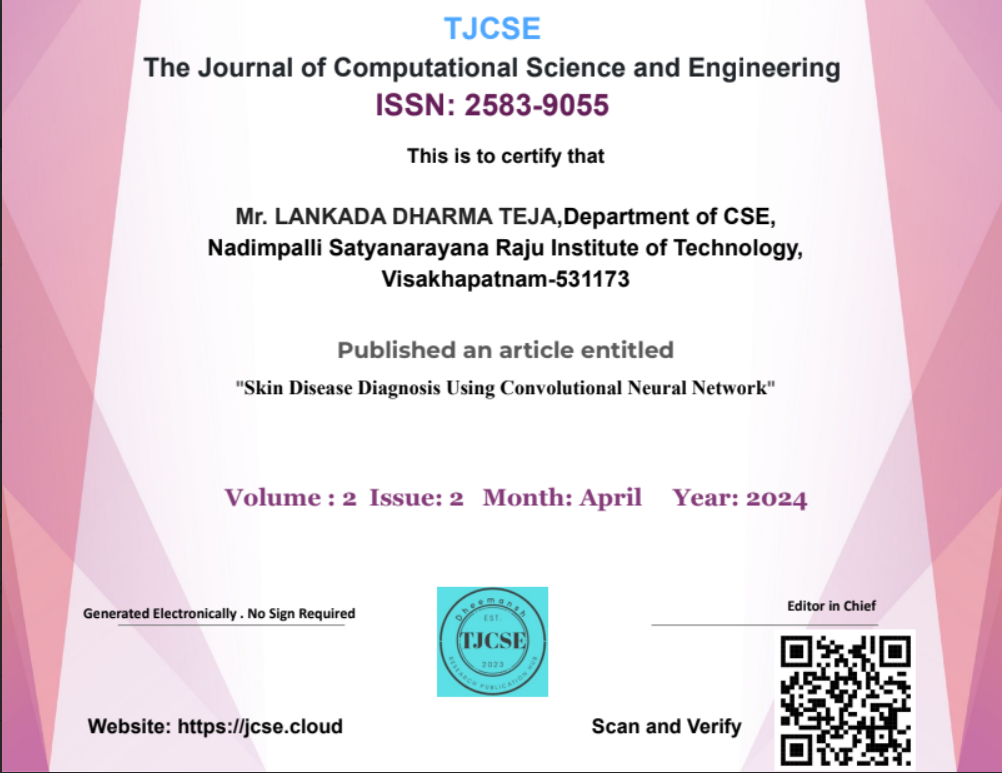 TJCSE
The Journal of Computational Science and Engineering
ISSN: 2583-9055
This is to certify that
Mr. LANKADA DHARMA TEJA,Department of CSE,
Nadimpalli Satyanarayana Raju Institute of Technology,
Visakhapatnam-531173
Published an article entitled
"Skin Disease Diagnosis Using Convolutional Neural Network"
Volume : 2 Issue: 2 Month: April Year: 2024
Generated Electronically . No Sign Required
Dheemansh
EST.
TJCSE
2023
RESEARCH PUBLICATION HUB
Editor in Chief
Website: https://jcse.cloud
Scan and Verify